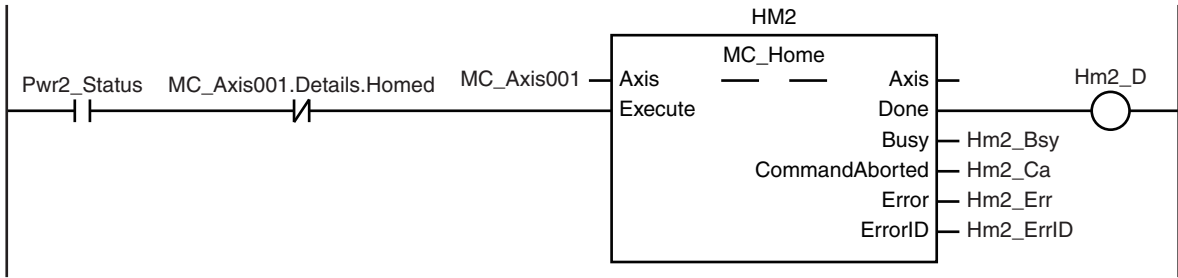 HM2
MC_Home
Pwr2_Status MC_Axis001.Details.Homed MC_Axis001 Axis Axis Hm2_D
Execute Done
Busy Hm2_Bsy
CommandAborted Hm2_Ca
Error Hm2_Err
ErrorID Hm2_ErrID